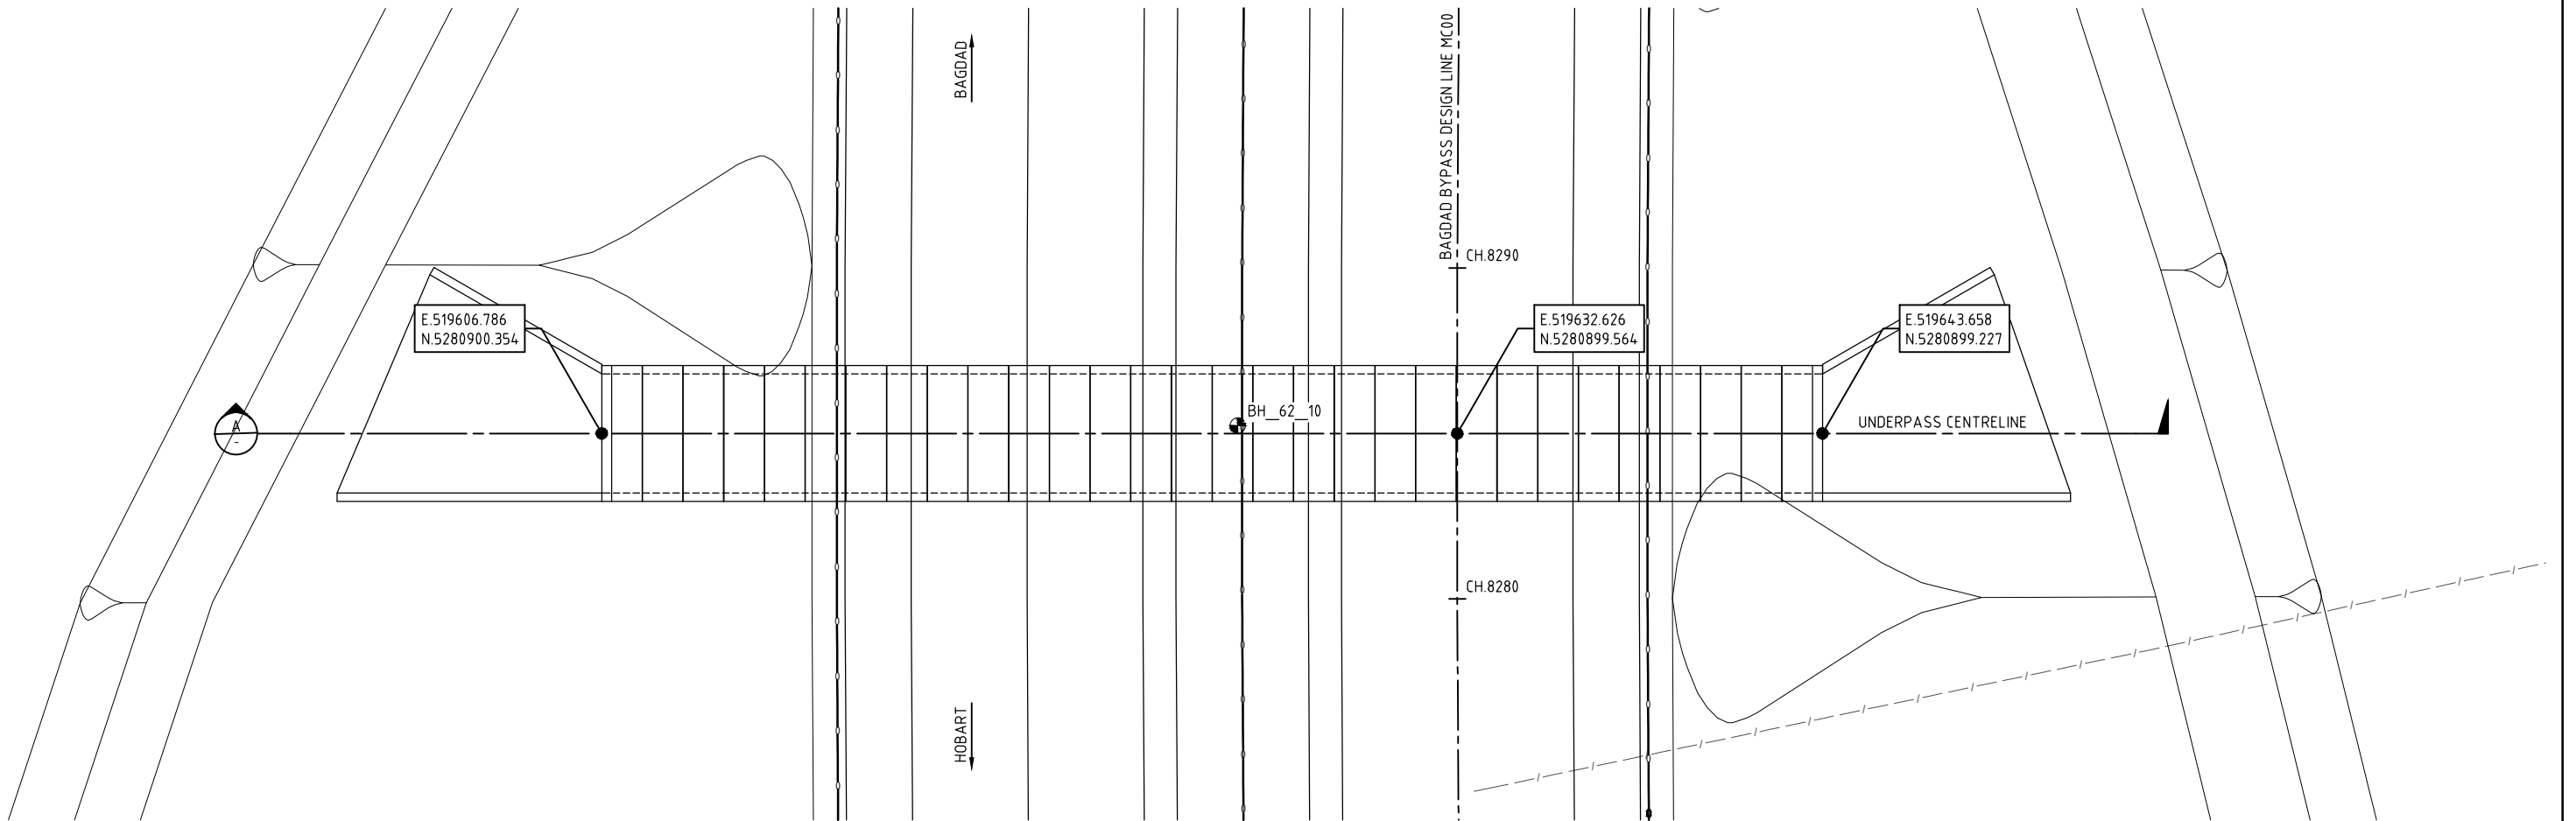 BAGDAD
BAGDAD BYPASS DESIGN LINE MC00
CH.8290
E.519606.786
N.5280900.354
E.519632.626
N.5280899.564
E.519643.658
N.5280899.227
A
-
BH_62_10
UNDERPASS CENTRELINE
CH.8280
HOBART